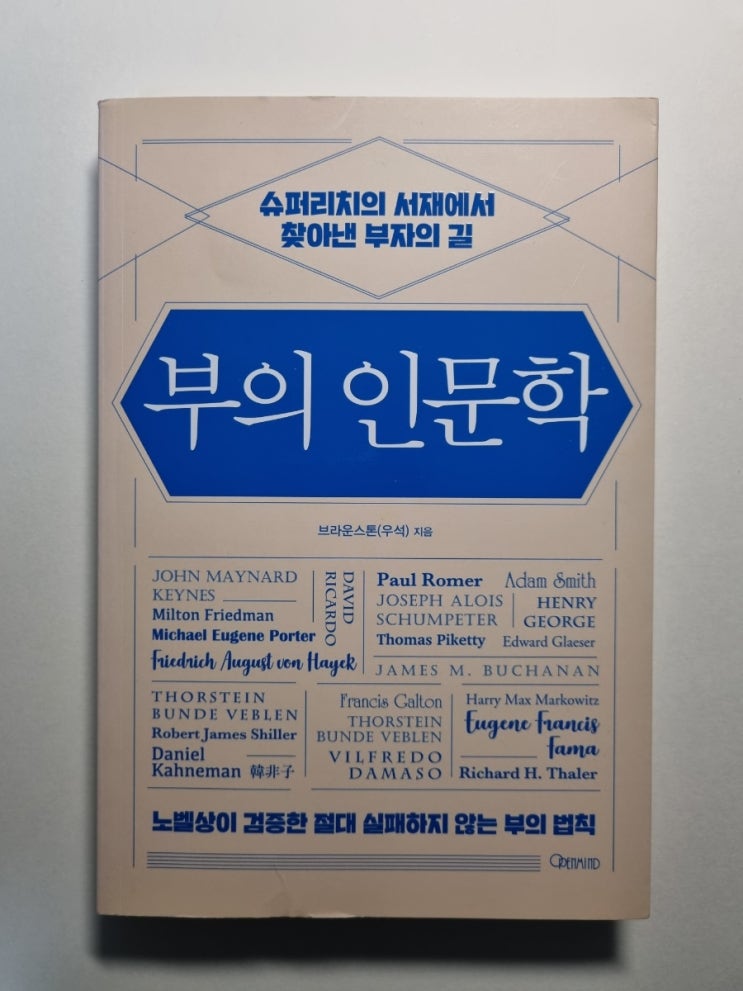 슈퍼리치의 서재에서
찾아낸 부자의 길
부의 인문학
브라운스톤(우석) 지음
JOHN MAYNARD
KEYNES
Milton Friedman
Michael Eugene Porter
Friedrich August von Hayek
DAVID
RICARDO
Paul Romer
Adam Smith
JOSEPH ALOIS
SCHUMPETER
HENRY
GEORGE
Thomas Piketty
Edward Glaeser
JAMES M. BUCHANAN
THORSTEIN
BUNDE VEBLEN
Robert James Shiller
Daniel
Kahneman
韓非子
Francis Galton
THORSTEIN
BUNDE VEBLEN
VILFREDO
DAMASO
Harry Max Markowitz
Eugene Francis
Fama
Richard H. Thaler
노벨상이 검증한 절대 실패하지 않는 부의 법칙
OPENMIND